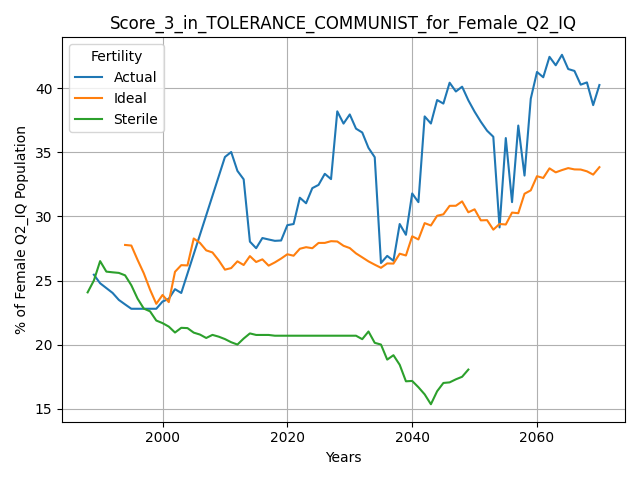 Score_3_in_TOLERANCE_COMMUNIST_for_Female_Q2_IQ
Fertility
Actual
Ideal
Sterile
% of Female Q2_IQ Population
40
35
30
25
20
15
2000
2020
2040
2060
Years